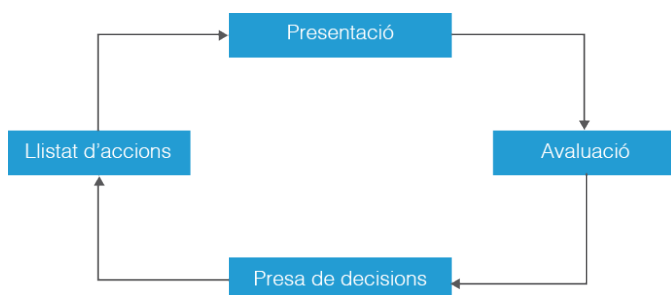 Presentació
Llistat d'accions
Avaluació
Presa de decisions